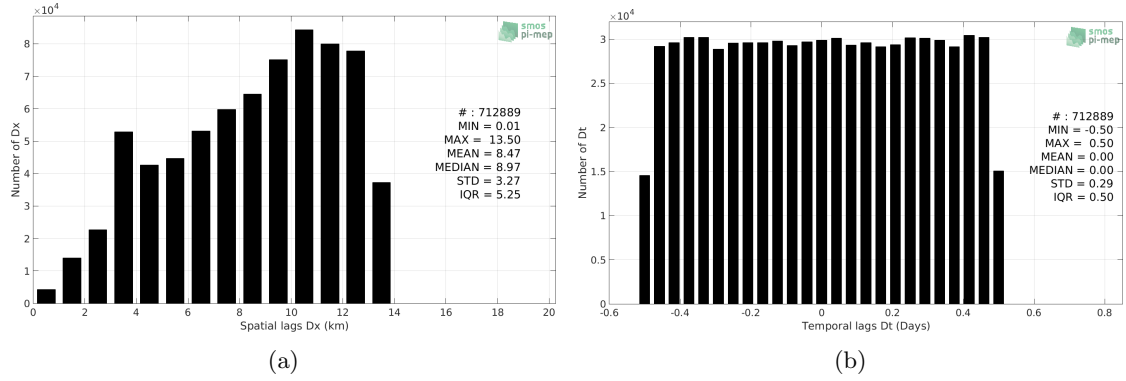 ×10⁴
8
7
6
5
4
3
2
1
0
Number of Dx
0 2 4 6 8 10 12 14 16 18 20
Spatial lags Dx (km)
smos
pi-mep
# : 712889
MIN = 0.01
MAX = 13.50
MEAN = 8.47
MEDIAN = 8.97
STD = 3.27
IQR = 5.25
(a)
×10⁴
3
2.5
2
1.5
1
0.5
0
Number of Dt
-0.6 -0.4 -0.2 0 0.2 0.4 0.6 0.8
Temporal lags Dt (Days)
smos
pi-mep
# : 712889
MIN = -0.50
MAX = 0.50
MEAN = 0.00
MEDIAN = 0.00
STD = 0.29
IQR = 0.50
(b)